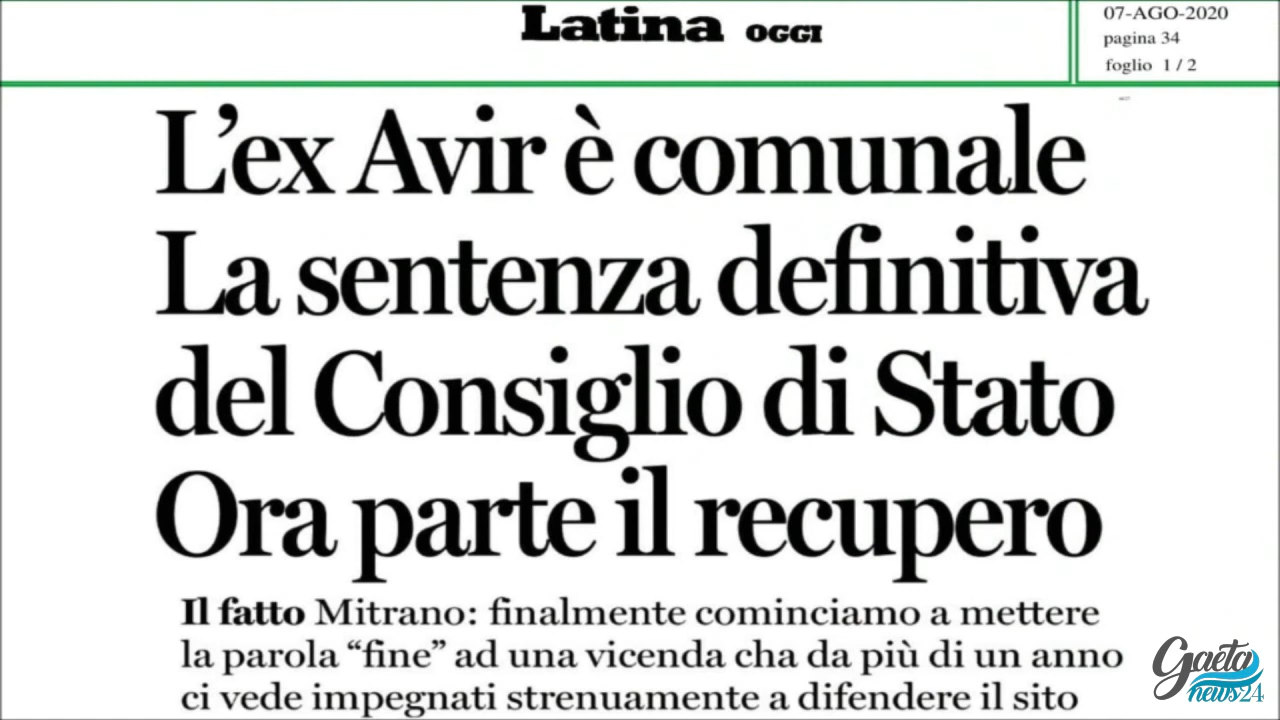 Latina OGGI
07-AGO-2020
pagina 34
foglio 1 / 2
L’ex Avir è comunale
La sentenza definitiva
del Consiglio di Stato
Ora parte il recupero
Il fatto Mitrano: finalmente cominciamo a mettere
la parola “fine” ad una vicenda cha da più di un anno
ci vede impegnati strenuamente a difendere il sito
Gaeta
news24